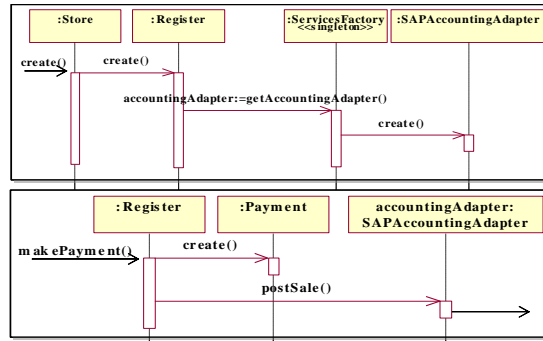 :Store
:Register
:ServicesFactory
<<singleton>>
:SAPAccountingAdapter
create()
create()
accountingAdapter:=getAccountingAdapter()
create()
:Register
:Payment
accountingAdapter:
SAPAccountingAdapter
makePayment()
create()
postSale()